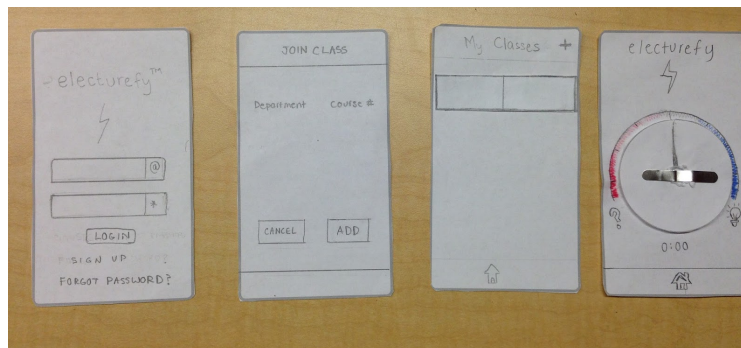 electurefy™
@
*
LOGIN
SIGN UP
FORGOT PASSWORD?
JOIN CLASS
Department Course #
CANCEL ADD
My Classes +
electurefy
?
0:00